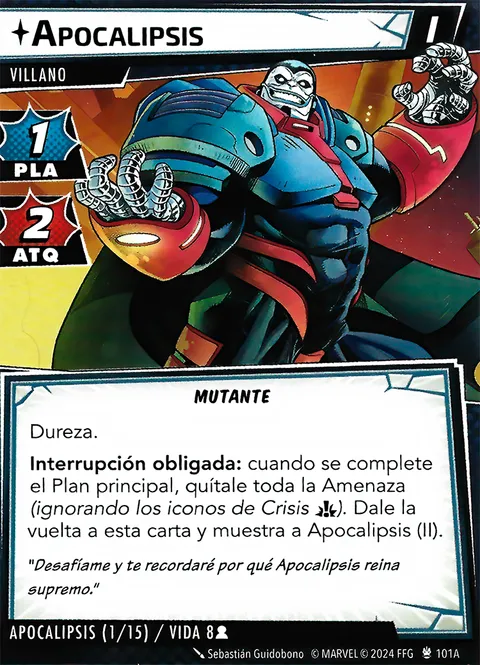 APOCALIPSIS
I
VILLANO
1
PLA
2
ATQ
MUTANTE
Dureza.
Interrupción obligada: cuando se complete
el Plan principal, quítale toda la Amenaza
(ignorando los iconos de Crisis). Dale la
vuelta a esta carta y muestra a Apocalipsis (II).
"Desafíame y te recordaré por qué Apocalipsis reina
supremo."
APOCALIPSIS (1/15) / VIDA 8
Sebastián Guidobono © MARVEL © 2024 FFG 101A